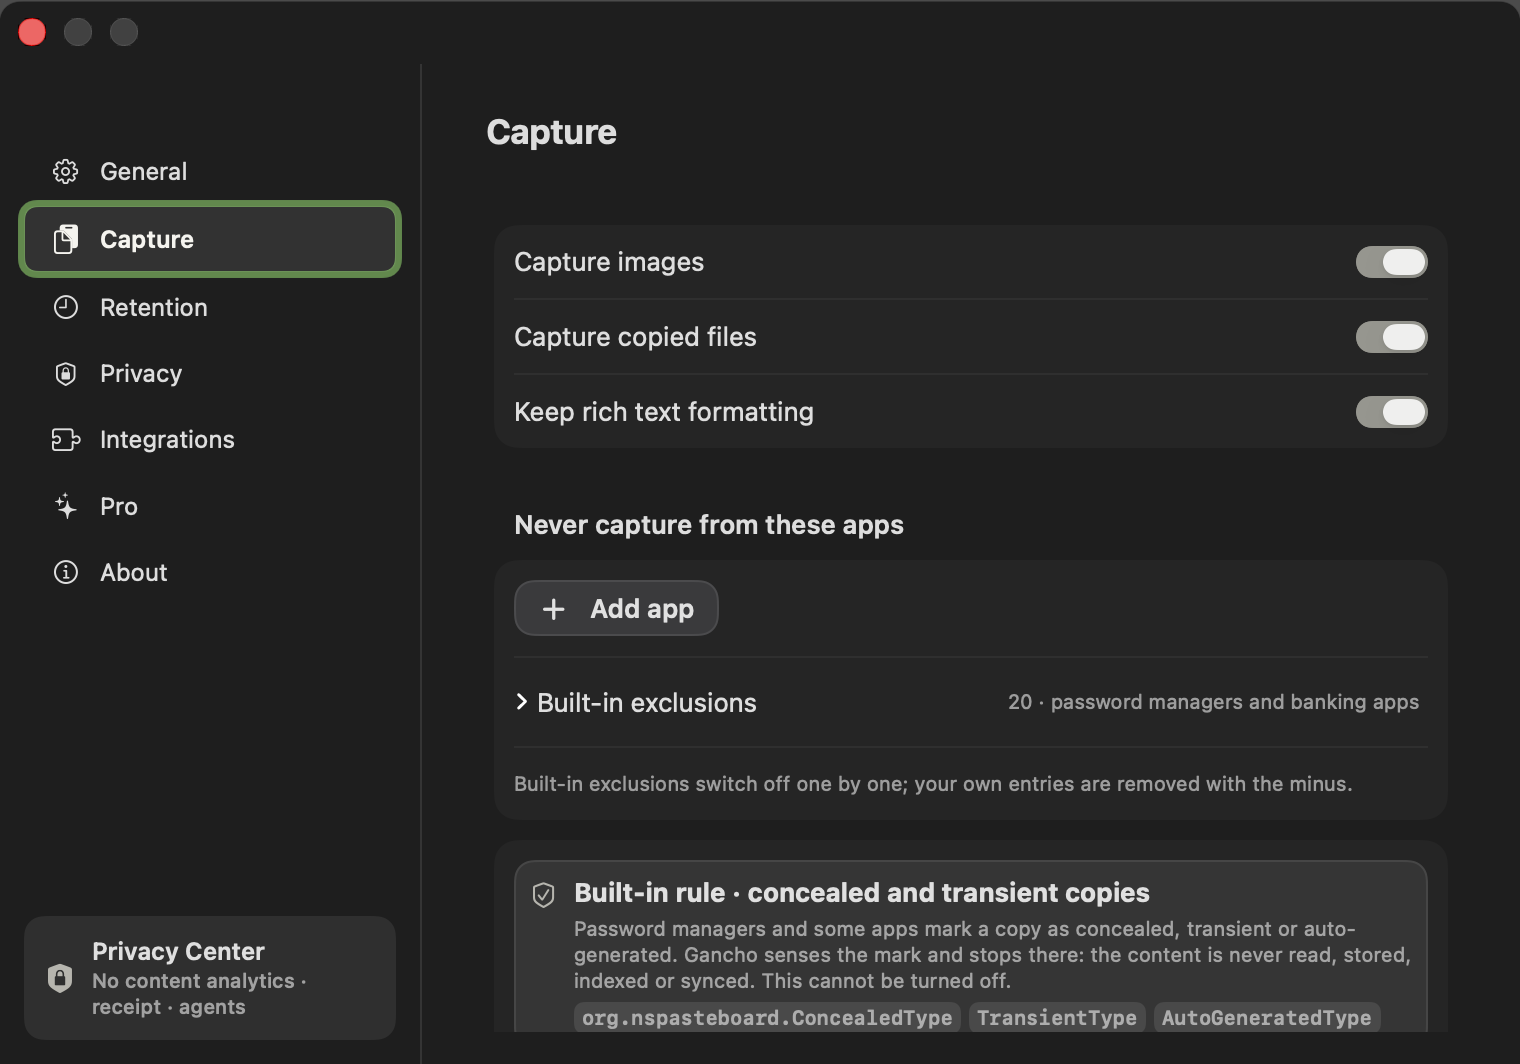 General
Capture
Retention
Privacy
Integrations
Pro
About
Privacy Center
No content analytics ·
receipt · agents
Capture
Capture images
Capture copied files
Keep rich text formatting
Never capture from these apps
Add app
Built-in exclusions 20 · password managers and banking apps
Built-in exclusions switch off one by one; your own entries are removed with the minus.
Built-in rule · concealed and transient copies
Password managers and some apps mark a copy as concealed, transient or auto-
generated. Gancho senses the mark and stops there: the content is never read, stored,
indexed or synced. This cannot be turned off.
org.nspasteboard.ConcealedType TransientType AutoGeneratedType